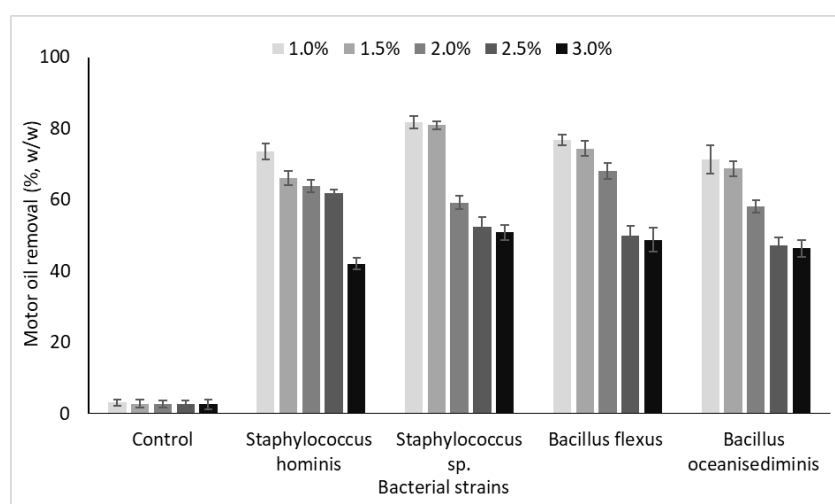 100
1.0% 1.5% 2.0% 2.5% 3.0%
80
60
40
20
0
Motor oil removal (%, w/w)
Control
Staphylococcus
hominis
Staphylococcus
sp.
Bacillus flexus
Bacillus
oceanisediminis
Bacterial strains